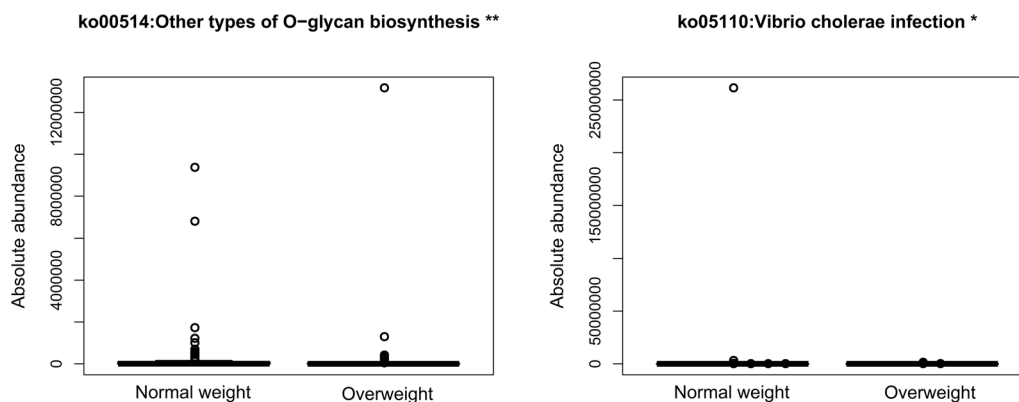 ko00514:Other types of O−glycan biosynthesis **
Absolute abundance
12000000
8000000
4000000
0
Normal weight
Overweight
ko05110:Vibrio cholerae infection *
Absolute abundance
250000000
150000000
50000000
0
Normal weight
Overweight